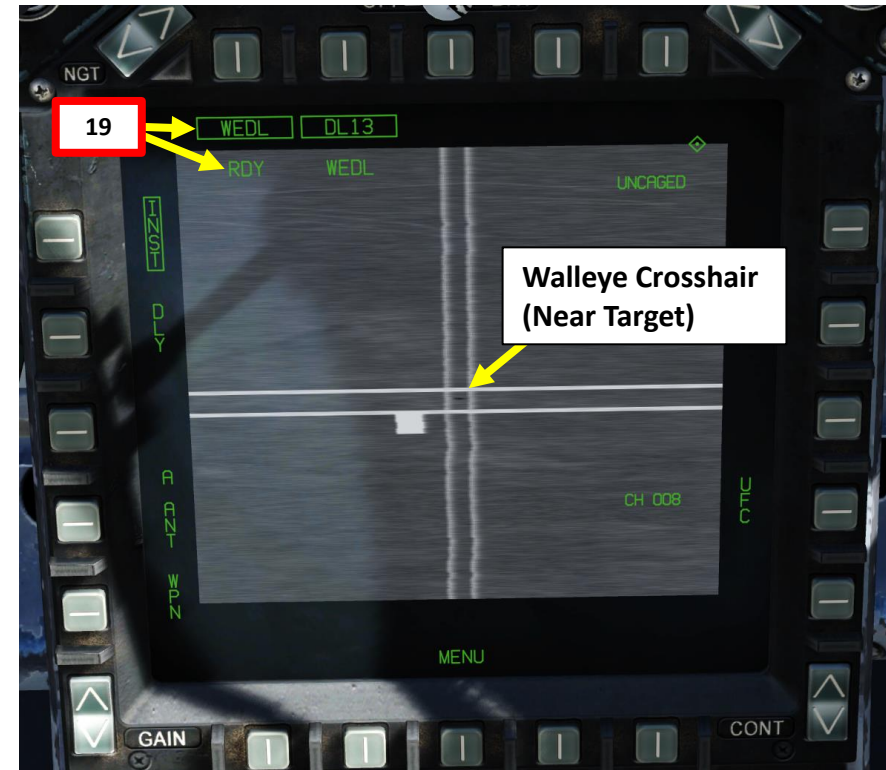 NGT
19
WEDL DL13
RDY WEDL
UNCAGED
INST
DLY
Walleye Crosshair
(Near Target)
A ANT
WPN
CH 008
UFC
MENU
GAIN
CONT